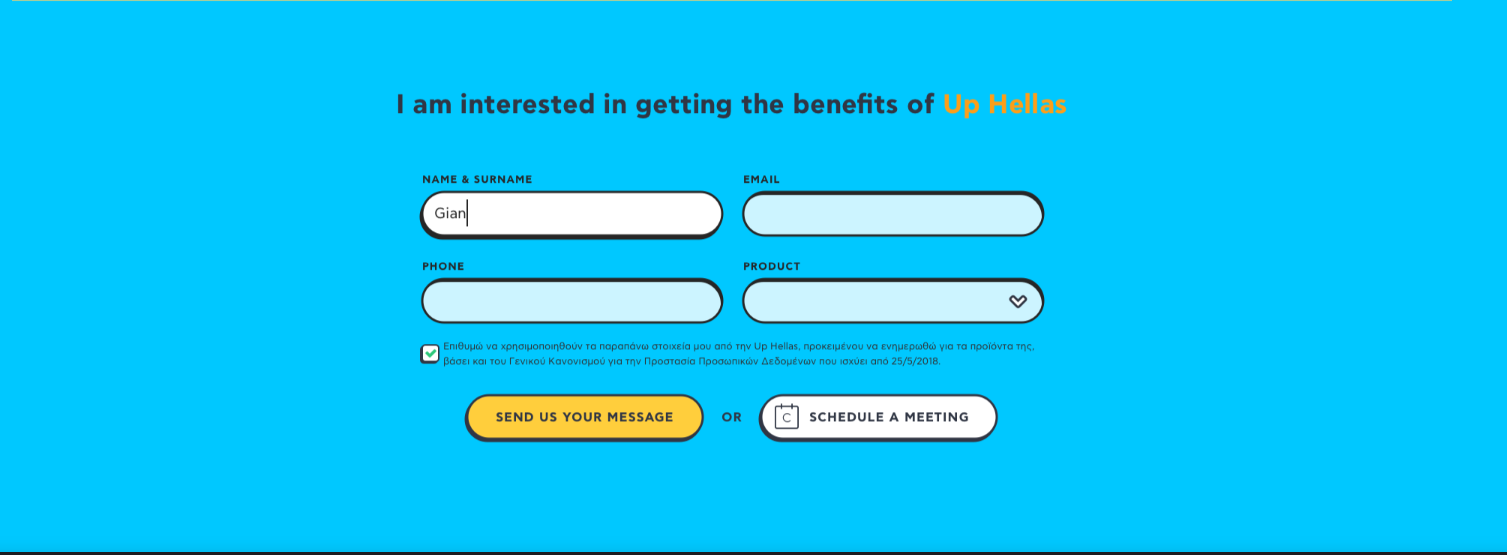 I am interested in getting the benefits of Up Hellas
NAME & SURNAME
EMAIL
Gian
PHONE
PRODUCT
Επιθυμώ να χρησιμοποιηθούν τα παραπάνω στοιχεία μου από την Up Hellas, προκειμένου να ενημερωθώ για τα προϊόντα της,
βάσει και του Γενικού Κανονισμού για την Προστασία Προσωπικών Δεδομένων που ισχύει από 25/5/2018.
SEND US YOUR MESSAGE OR C SCHEDULE A MEETING